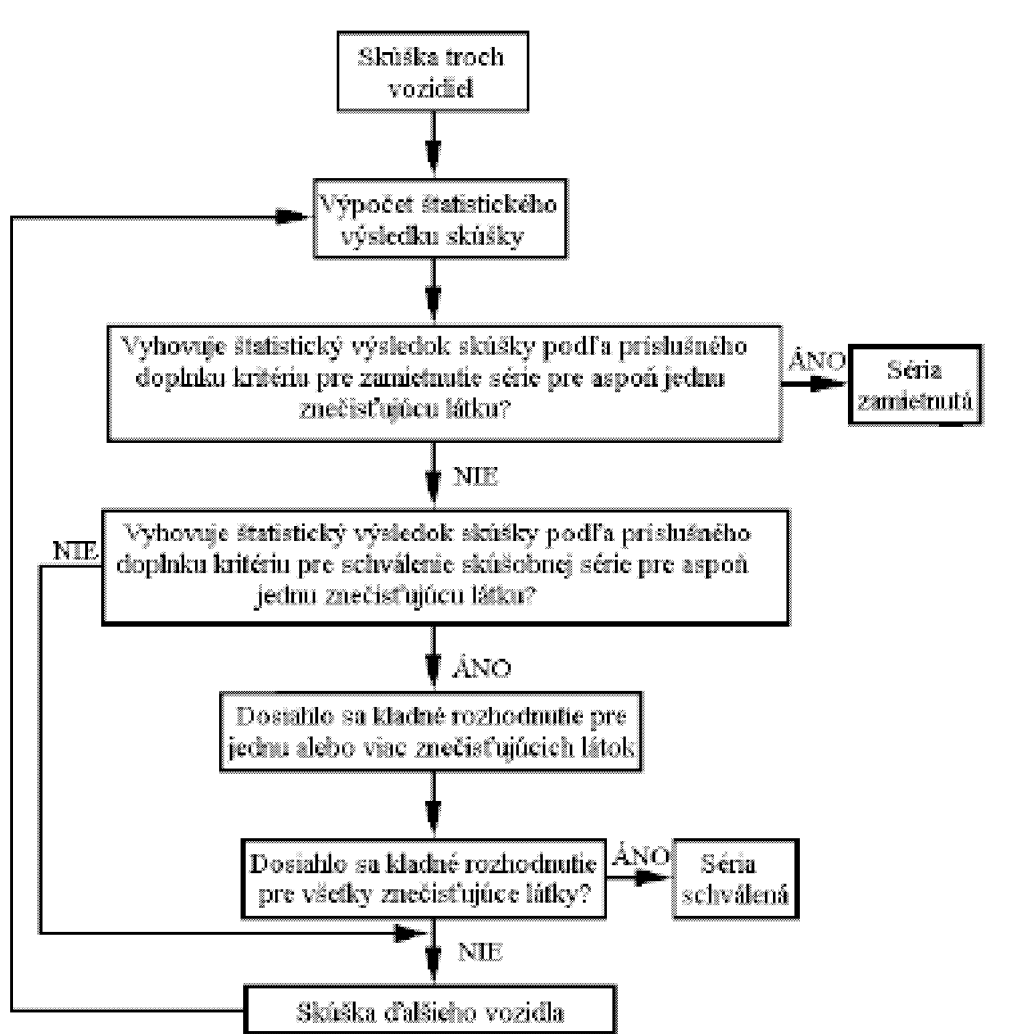 Skúška troch
vozidiel
Výpočet štatistického
výsledku skúšky
Vyhovuje štatistický výsledok skúšky podľa príslušného
doplnku kritériu pre zamietnutie série pre aspoň jednu
znečisťujúcu látku?
ÁNO
Séria
zamietnutá
NIE
Vyhovuje štatistický výsledok skúšky podľa príslušného
doplnku kritériu pre schválenie skúšobnej série pre aspoň
jednu znečisťujúcu látku?
NIE
ÁNO
Dosiahlo sa kladné rozhodnutie pre
jednu alebo viac znečisťujúcich látok
Dosiahlo sa kladné rozhodnutie
pre všetky znečisťujúce látky?
ÁNO
Séria
schválená
NIE
Skúška ďalšieho vozidla